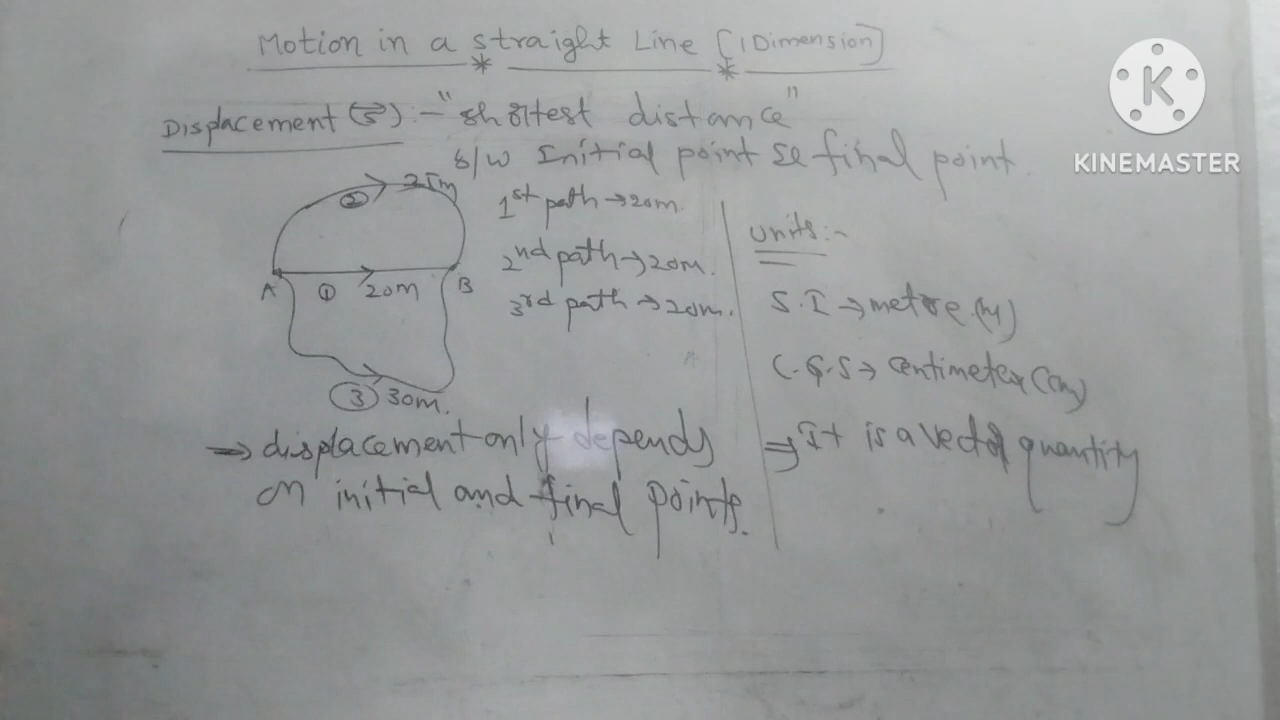 Motion in a straight Line [1 Dimension]
Displacement (s) :- "shortest distance"
b/w Initial point se final point.
② 25m
A ① 20m B
③ 30m.
1st path → 20m.
2nd path → 20m.
3rd path → 20m.
Units :-
S.I → metre (m)
C.G.S → Centimeter (cm)
⇒ displacement only depends
on initial and final points.
⇒ It is a vector quantity
K
KINEMASTER